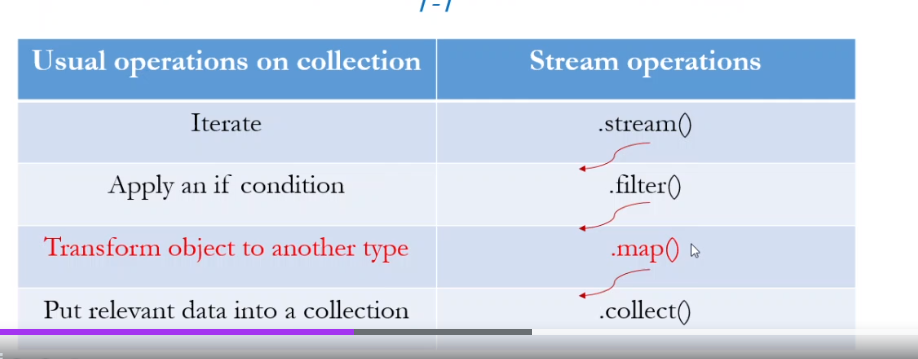 Usual operations on collection Stream operations
Iterate .stream()
Apply an if condition .filter()
Transform object to another type .map()
Put relevant data into a collection .collect()